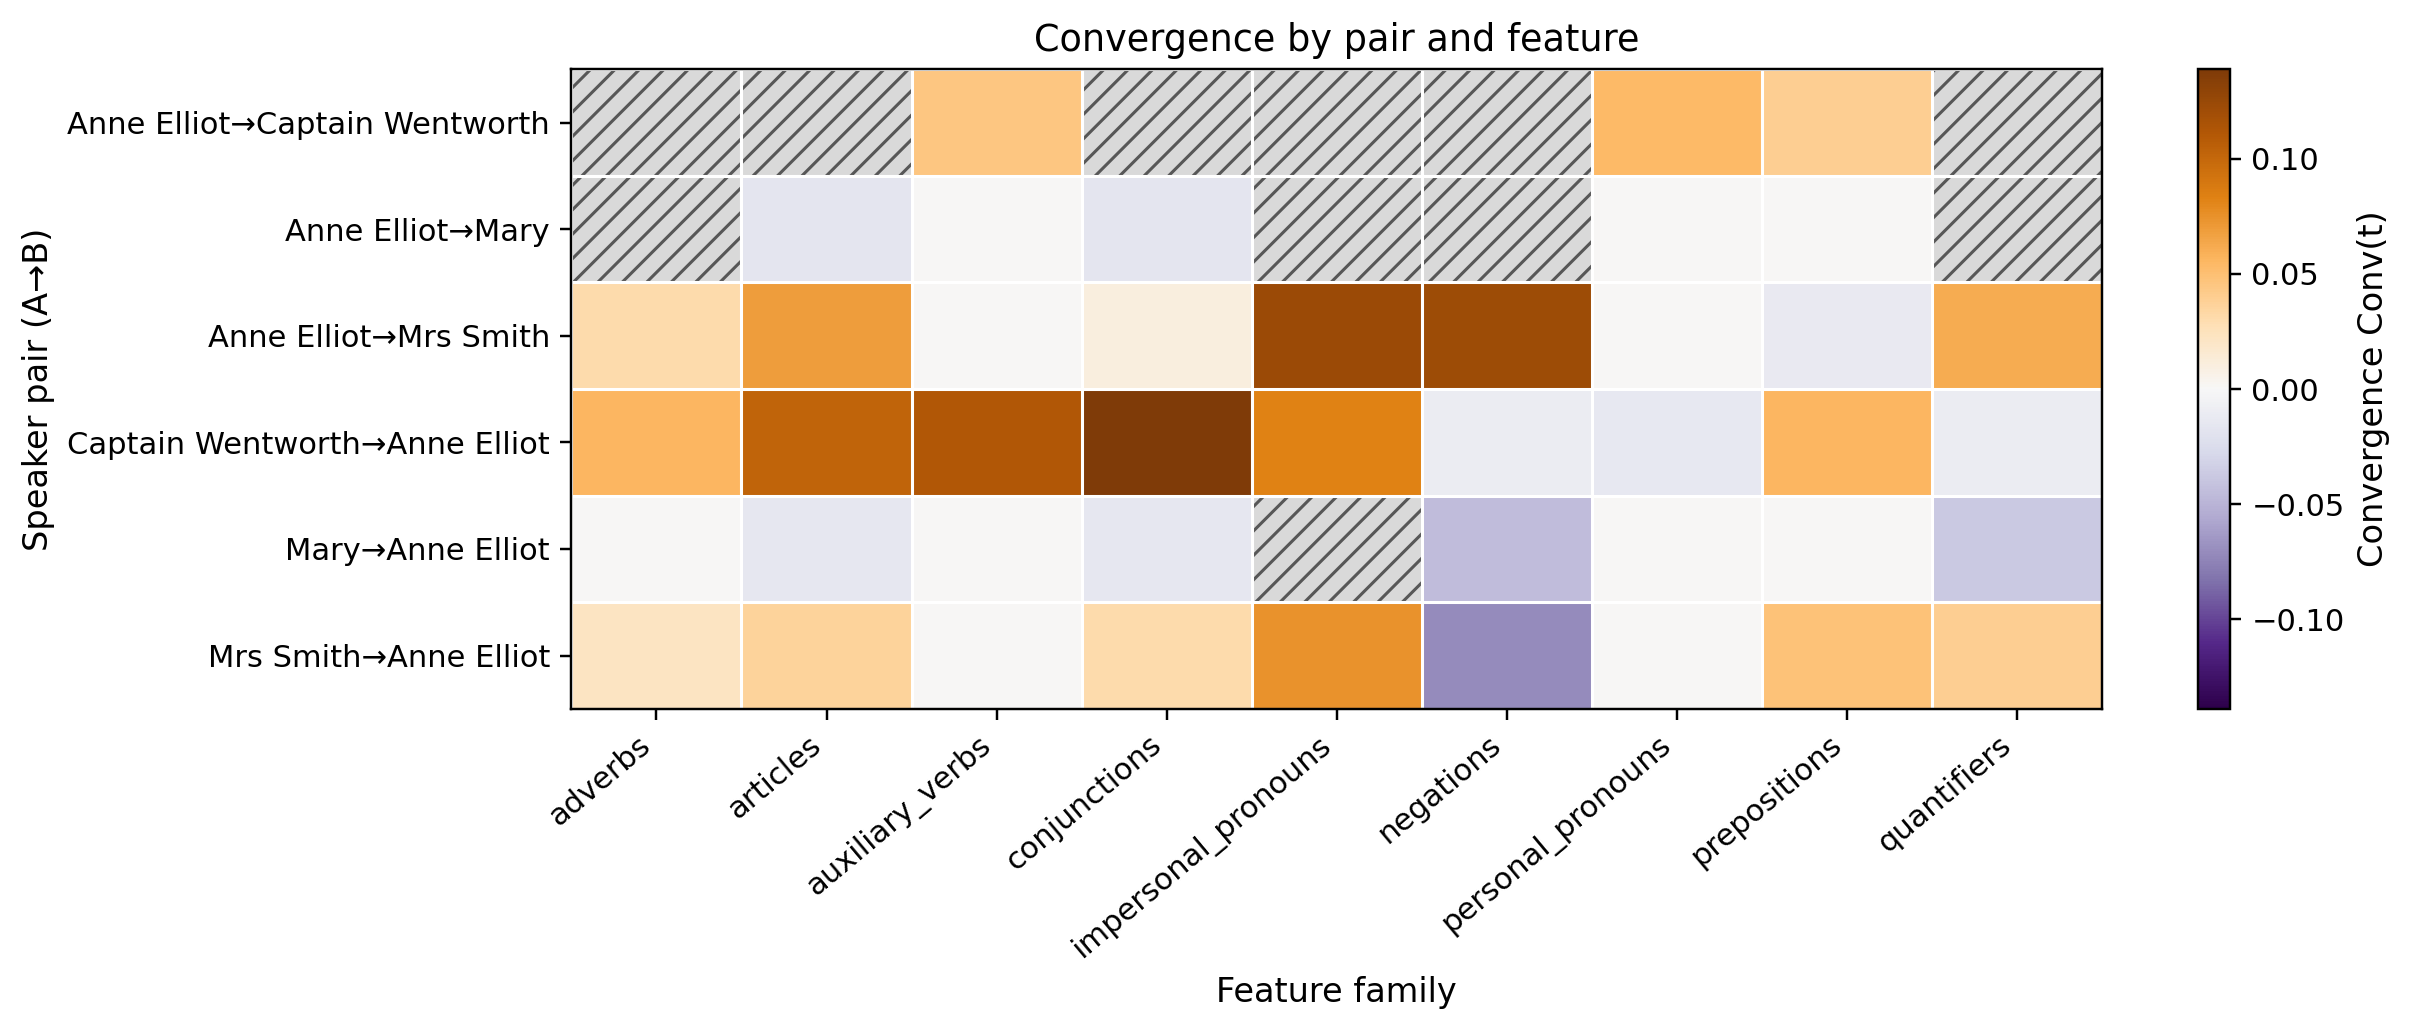 Convergence by pair and feature
Speaker pair (A→B)
Anne Elliot→Captain Wentworth
Anne Elliot→Mary
Anne Elliot→Mrs Smith
Captain Wentworth→Anne Elliot
Mary→Anne Elliot
Mrs Smith→Anne Elliot
adverbs
articles
auxiliary_verbs
conjunctions
impersonal_pronouns
negations
personal_pronouns
prepositions
quantifiers
Feature family
0.10
0.05
0.00
−0.05
−0.10
Convergence Conv(t)